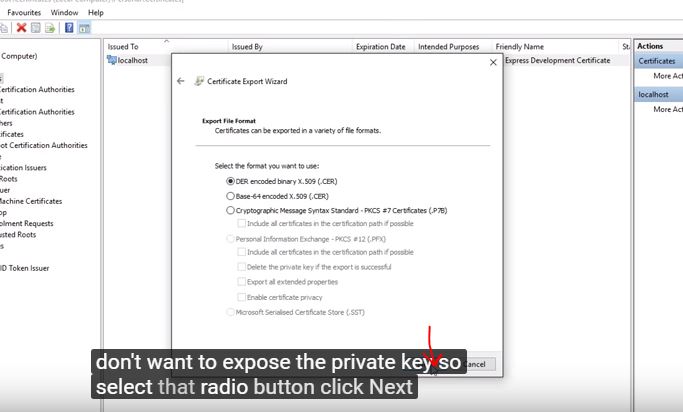 Favourites Window Help
Computer)
Issued To Issued By Expiration Date Intended Purposes Friendly Name Sta
localhost
Express Development Certificate
Actions
Certificates
More Act
localhost
More Act
ertification Authorities
st
ertification Authorities
hers
tificates
ot Certification Authorities
ication Issuers
Roots
uer
Machine Certificates
op
olment Requests
usted Roots
s
ID Token Issuer
Certificate Export Wizard
Export File Format
Certificates can be exported in a variety of file formats.
Select the format you want to use:
DER encoded binary X.509 (.CER)
Base-64 encoded X.509 (.CER)
Cryptographic Message Syntax Standard - PKCS #7 Certificates (.P7B)
Include all certificates in the certification path if possible
Personal Information Exchange - PKCS #12 (.PFX)
Include all certificates in the certification path if possible
Delete the private key if the export is successful
Export all extended properties
Enable certificate privacy
Microsoft Serialised Certificate Store (.SST)
Cancel
don't want to expose the private key so
select that radio button click Next